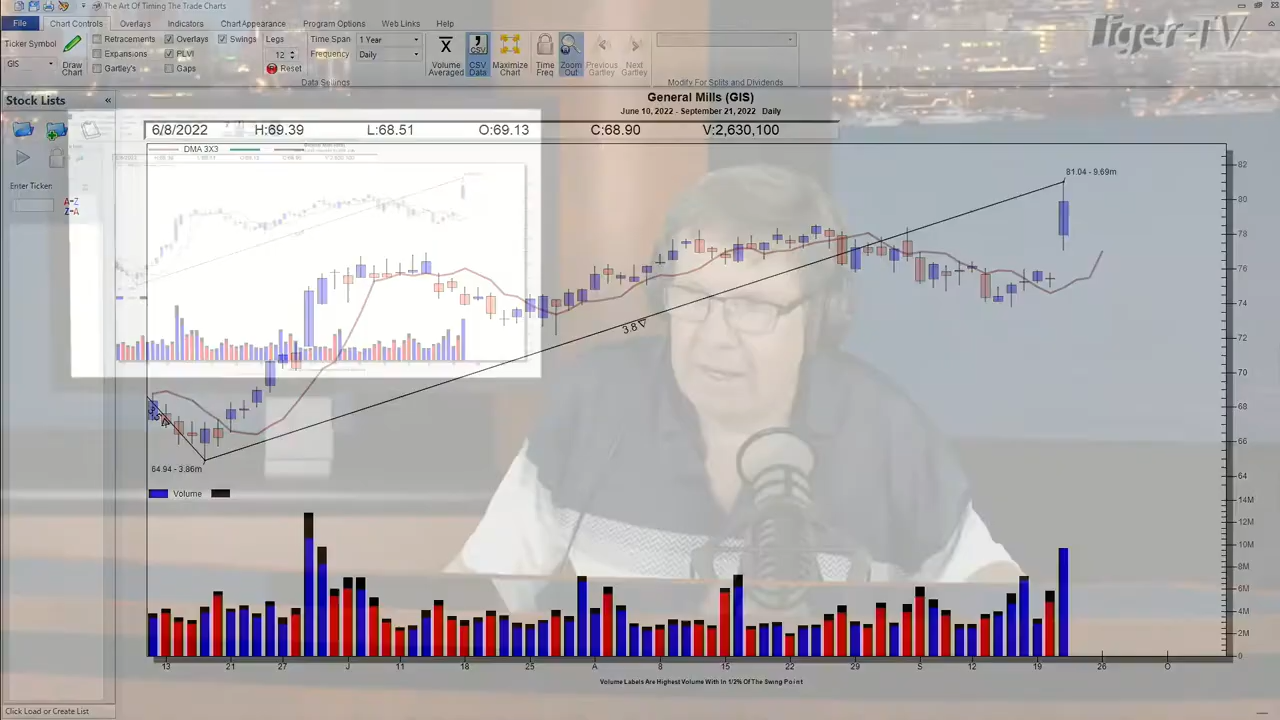 The Art Of Timing The Trade Charts
Tiger-TV
File Chart Controls Overlays Indicators Chart Appearance Program Options Web Links Help
Ticker Symbol
GIS
Draw Chart
Retracements
Expansions
Gartley's
Overlays
PLVI
Gaps
Swings
Legs
12
Reset
Time Span 1 Year
Frequency Daily
Data Settings
Volume Averaged
CSV Data
Maximize Chart
Time Freq
Zoom Out
Previous Gartley
Next Gartley
Modify For Splits and Dividends
Stock Lists «
Enter Ticken
A-Z
Z-A
General Mills (GIS)
June 10, 2022 - September 21, 2022 Daily
6/8/2022 H:69.39 L:68.51 O:69.13 C:68.90 V:2,630,100
DMA 3X3
81.04 - 9.69m
3.8
64.94 - 3.86m
82
80
78
76
74
72
70
68
66
64
Volume
14M
12M
10M
8M
6M
4M
2M
0
13 21 27 J 11 18 25 A 8 15 22 29 S 12 19 26 O
Volume Labels Are Highest Volume With In 1/2% Of The Swing Point
Click Load or Create List